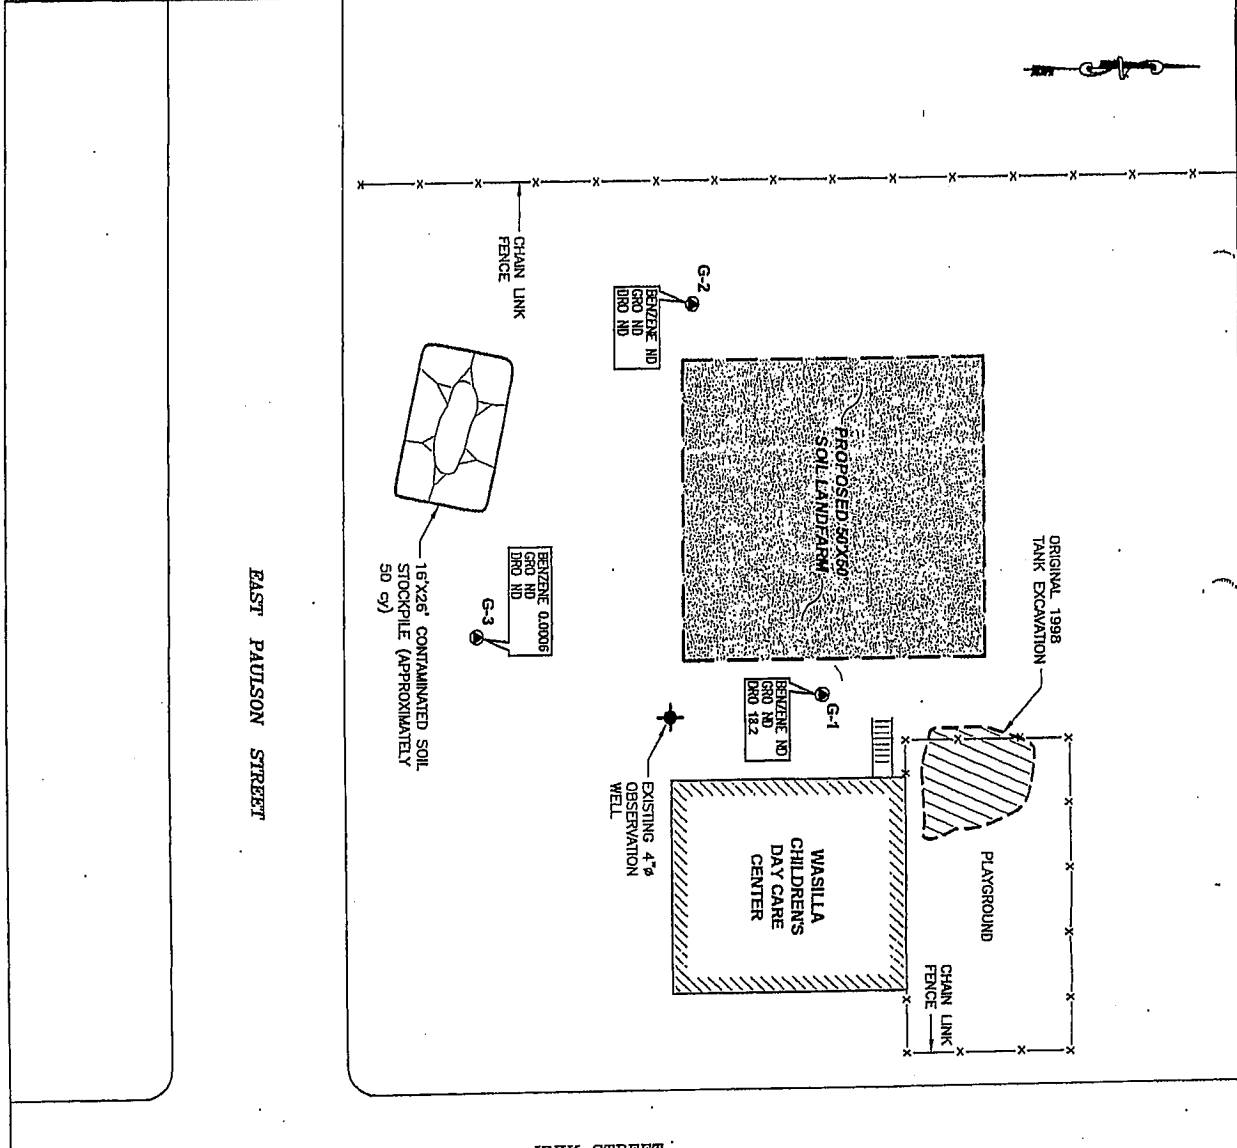 CHAIN LINK
FENCE
G-2
BENZENE ND
GRO ND
DRO ND
PROPOSED 50'X50'
SOIL LANDFARM
ORIGINAL 1998
TANK EXCAVATION
16'X26' CONTAMINATED SOIL
STOCKPILE (APPROXIMATELY
50 cy)
BENZENE 0.0006
GRO ND
DRO ND
G-3
G-1
BENZENE ND
GRO ND
DRO 18.2
EXISTING 4"ø
OBSERVATION
WELL
WASILLA
CHILDREN'S
DAY CARE
CENTER
PLAYGROUND
CHAIN LINK
FENCE
EAST PAULSON STREET
STREET